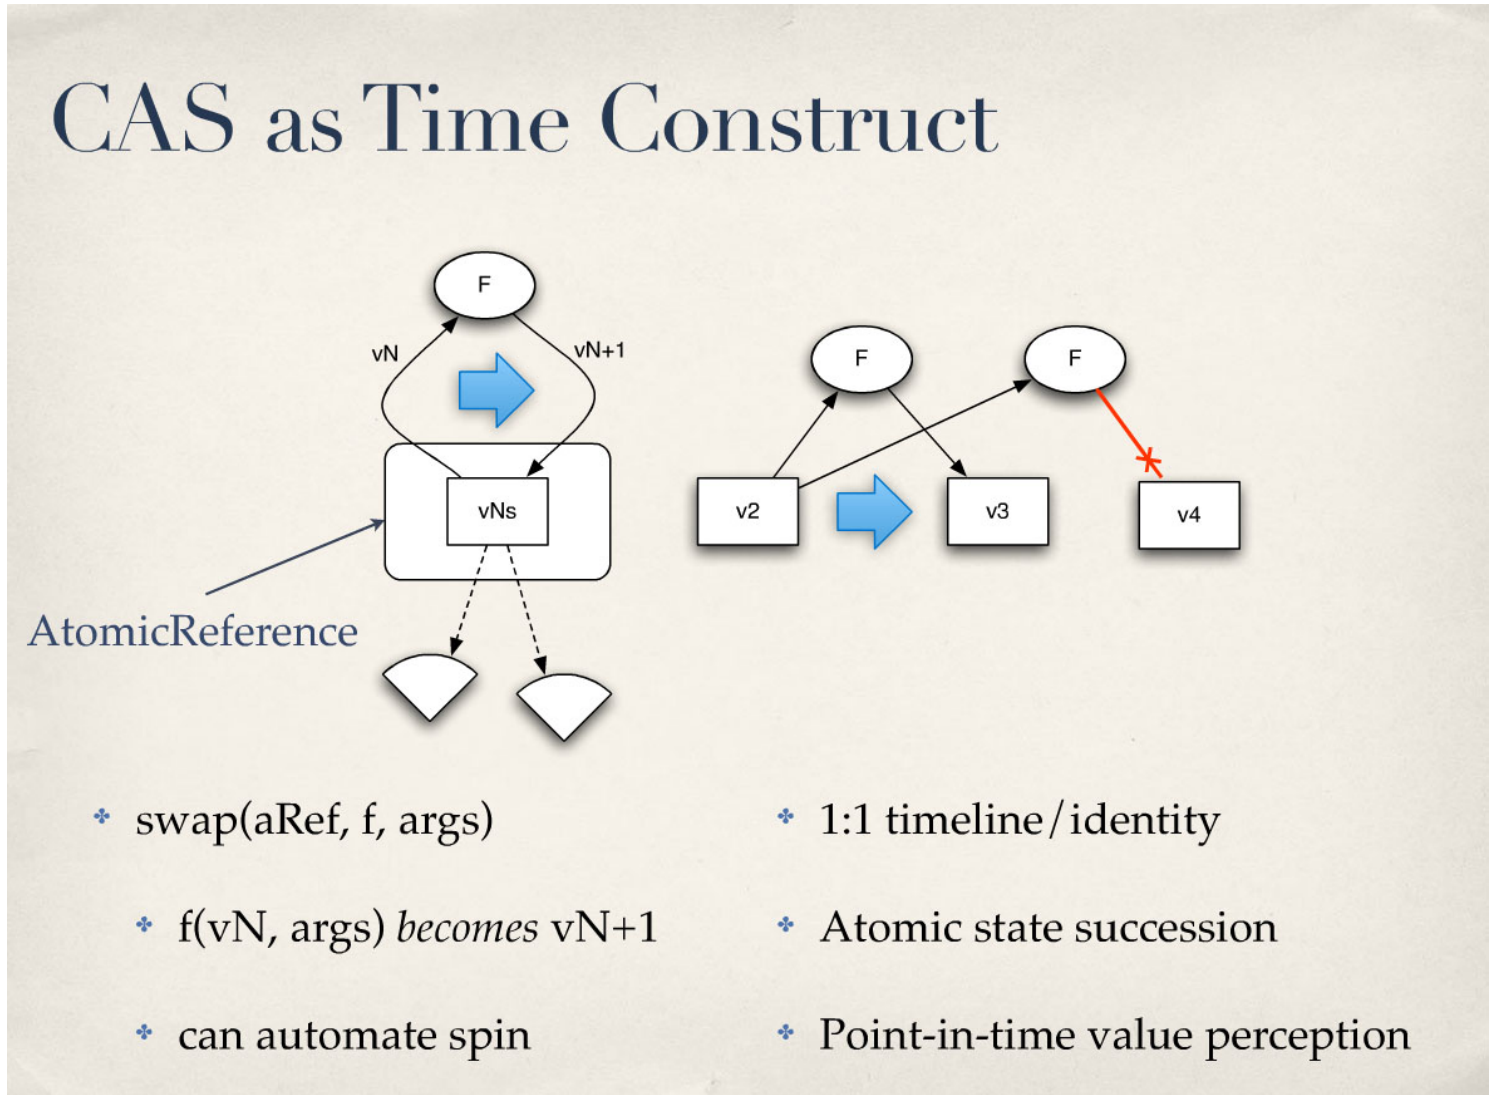 CAS as Time Construct
F
vN
vN+1
vNs
AtomicReference
F
F
v2
v3
v4
swap(aRef, f, args)
f(vN, args) becomes vN+1
can automate spin
1:1 timeline/identity
Atomic state succession
Point-in-time value perception